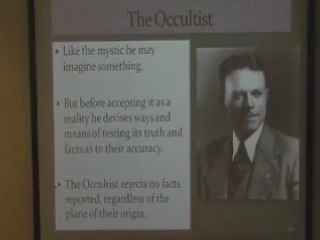 The Occultist
• Like the mystic he may
imagine something,
• But before accepting it as a
reality he devises ways and
means of testing its truth and
facts as to their accuracy.
• The Occultist rejects no facts
reported, regardless of the
plane of their origin.